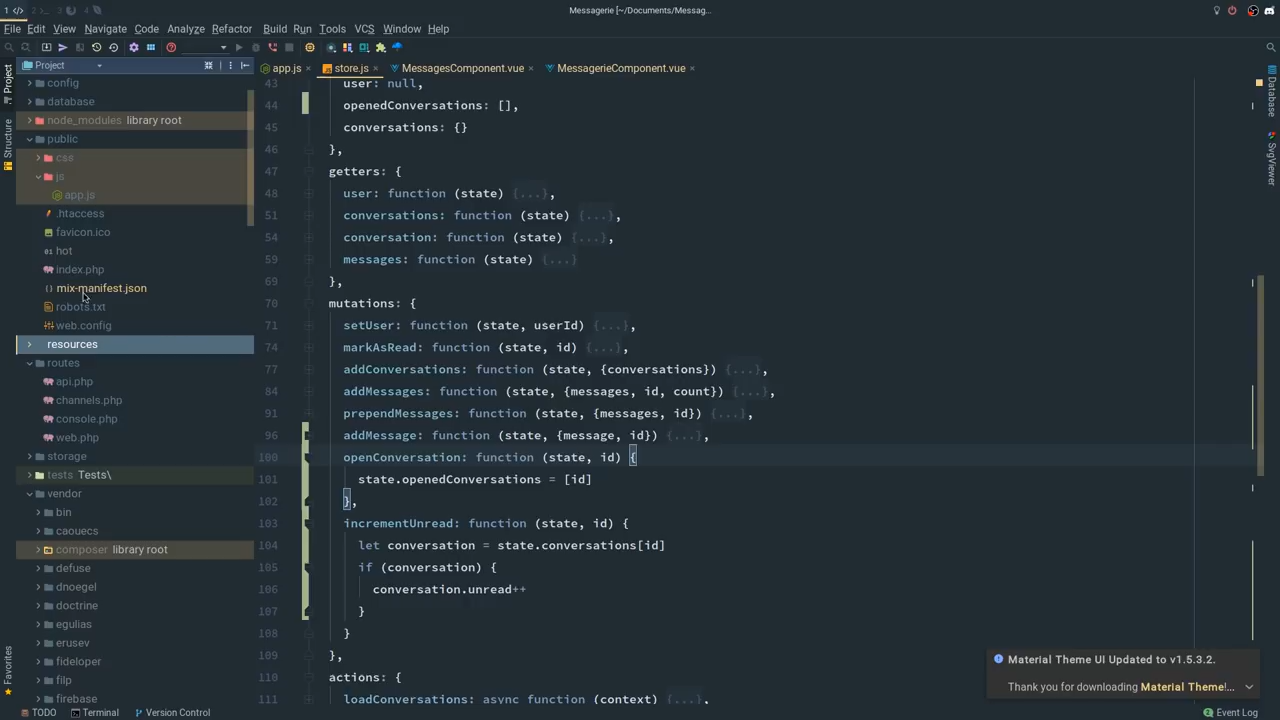 1 </> 2 3 4
Messagerie [~/Documents/Messag...
File Edit View Navigate Code Analyze Refactor Build Run Tools VCS Window Help
Project
app.js
store.js
MessagesComponent.vue
MessagerieComponent.vue
Project
Structure
Favorites
Database
SvgViewer
config
database
node_modules library root
public
css
js
app.js
.htaccess
favicon.ico
hot
index.php
mix-manifest.json
robots.txt
web.config
resources
routes
api.php
channels.php
console.php
web.php
storage
tests Tests\
vendor
bin
caouecs
composer library root
defuse
dnoegel
doctrine
egulias
erusev
fideloper
filp
firebase
43 user: null,
44 openedConversations: [],
45 conversations: {}
46 },
47 getters: {
48 user: function (state) {...},
51 conversations: function (state) {...},
54 conversation: function (state) {...},
59 messages: function (state) {...}
69 },
70 mutations: {
71 setUser: function (state, userId) {...},
74 markAsRead: function (state, id) {...},
77 addConversations: function (state, {conversations}) {...},
84 addMessages: function (state, {messages, id, count}) {...},
91 prependMessages: function (state, {messages, id}) {...},
96 addMessage: function (state, {message, id}) {...},
100 openConversation: function (state, id) {
101 state.openedConversations = [id]
102 },
103 incrementUnread: function (state, id) {
104 let conversation = state.conversations[id]
105 if (conversation) {
106 conversation.unread++
107 }
108 }
109 },
110 actions: {
111 loadConversations: async function (context) {...},
Material Theme UI Updated to v1.5.3.2.
Thank you for downloading Material Theme!...
TODO Terminal Version Control
Event Log